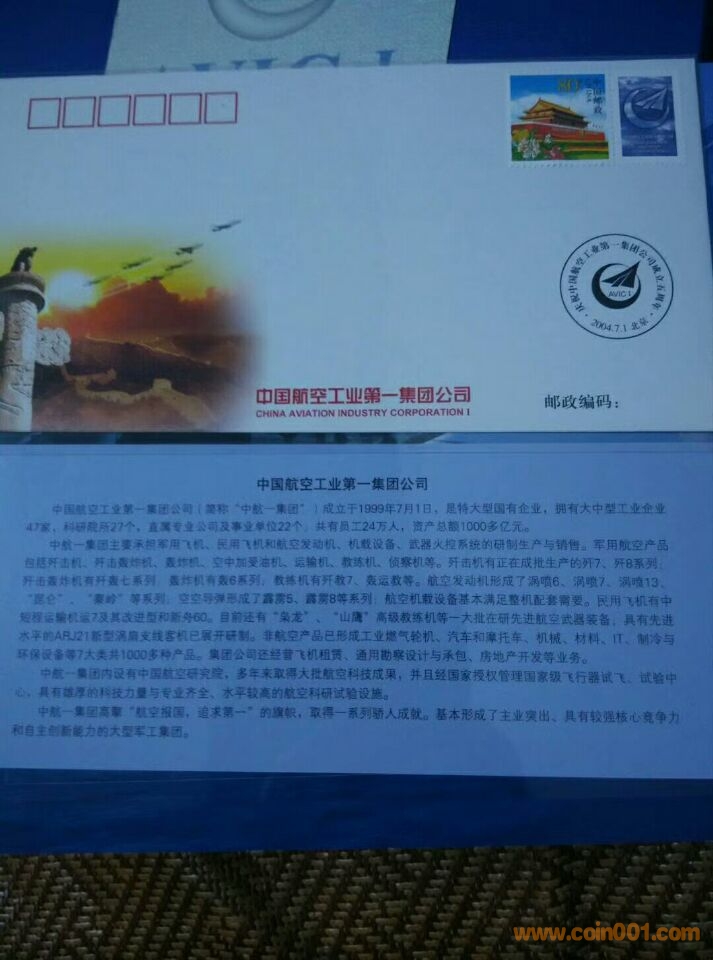 AVIC I
80分
中国邮政
庆祝中国航空工业第一集团公司成立五周年
AVIC I
2004.7.1 北京
中国航空工业第一集团公司
CHINA AVIATION INDUSTRY CORPORATION I
邮政编码：
中国航空工业第一集团公司
中国航空工业第一集团公司（简称“中航一集团”）成立于1999年7月1日，是特大型国有企业，拥有大中型工业企业
47家，科研院所27个，直属专业公司及事业单位22个，共有员工24万人，资产总额1000多亿元。
中航一集团主要承担军用飞机、民用飞机和航空发动机、机载设备、武器火控系统的研制生产与销售。军用航空产品
包括歼击机、歼击轰炸机、轰炸机、空中加受油机、运输机、教练机、侦察机等。歼击机有正在成批生产的歼7、歼8系列；
歼击轰炸机有歼轰七系列；轰炸机有轰6系列；教练机有歼教7、轰运教等。航空发动机形成了涡喷6、涡喷7、涡喷13、
“昆仑”、“秦岭”等系列；空空导弹形成了霹雳5、霹雳8等系列；航空机载设备基本满足整机配套需要。民用飞机有中
短程运输机运7及其改进型和新舟60。目前还有“枭龙”、“山鹰”高级教练机等一大批在研先进航空武器装备，具有先进
水平的ARJ21新型涡扇支线客机已展开研制。非航空产品已形成工业燃气轮机、汽车和摩托车、机械、材料、IT、制冷与
环保设备等7大类共1000多种产品。集团公司还经营飞机租赁、通用勘察设计与承包、房地产开发等业务。
中航一集团内设有中国航空研究院，多年来取得大批航空科技成果，并且经国家授权管理国家级飞行器试飞、试验中
心，具有雄厚的科技力量与专业齐全、水平较高的航空科研试验设施。
中航一集团高擎“航空报国，追求第一”的旗帜，取得一系列骄人成就。基本形成了主业突出、具有较强核心竞争力
和自主创新能力的大型军工集团。
www.coin001.com